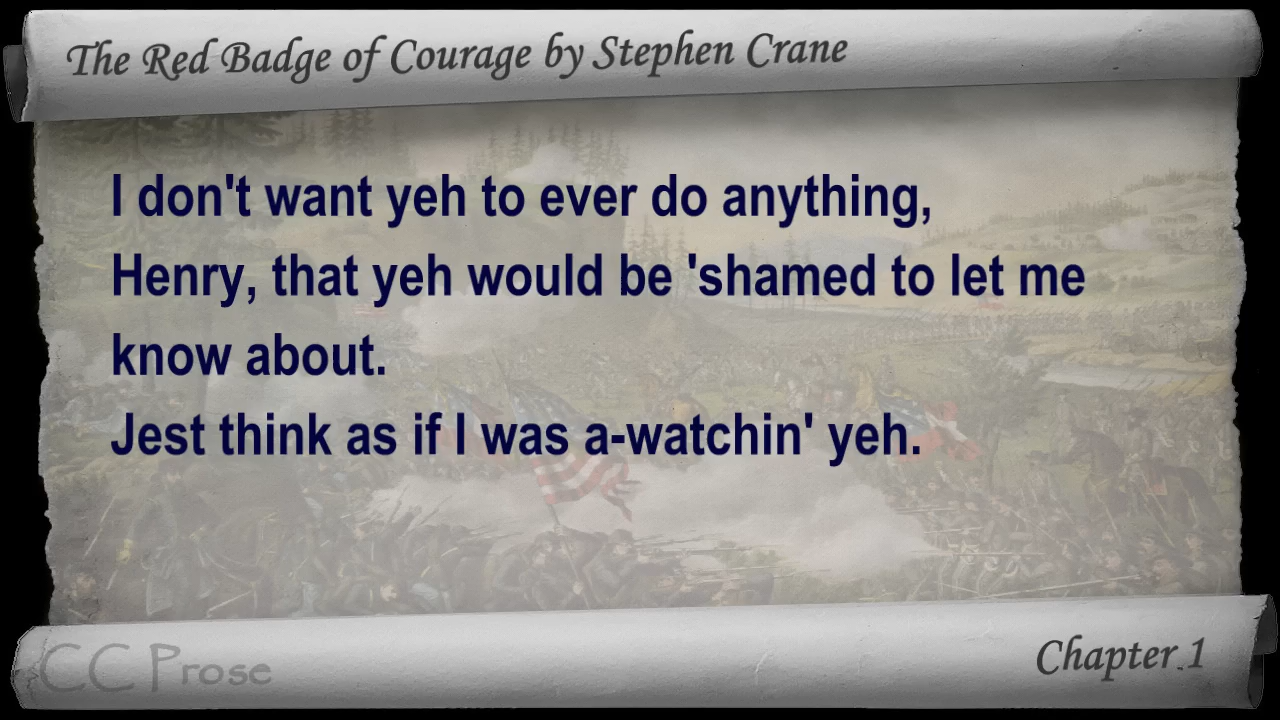 The Red Badge of Courage by Stephen Crane
I don't want yeh to ever do anything,
Henry, that yeh would be 'shamed to let me
know about.
Jest think as if I was a-watchin' yeh.
CC Prose
Chapter 1